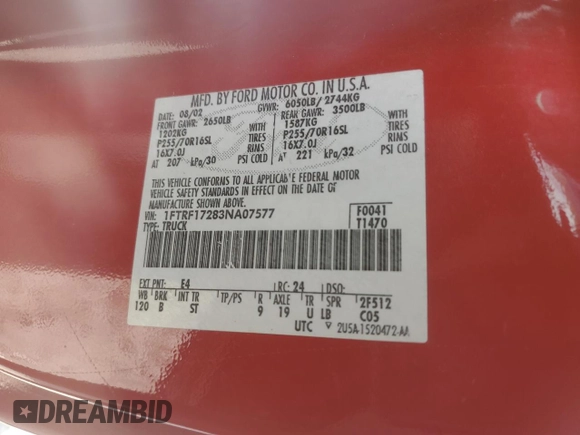 MFD. BY FORD MOTOR CO. IN U.S.A.
DATE: 08/02 GVWR: 6050LB/ 2744KG
FRONT GAWR: 2650LB REAR GAWR: 3500LB
1202KG 1587KG
P255/70R16SL WITH TIRES P255/70R16SL WITH TIRES
16X7.0J RIMS 16X7.0J RIMS
AT 207 kPa/30 PSI COLD AT 221 kPa/32 PSI COLD
THIS VEHICLE CONFORMS TO ALL APPLICABLE FEDERAL MOTOR
VEHICLE SAFETY STANDARDS IN EFFECT ON THE DATE OF
MANUFACTURE SHOWN ABOVE.
VIN: 1FTRF17283NA07577 F0041
TYPE: TRUCK T1470
EXT PNT: E4 RC: 24 DSO:
WB BRK INT TR TP/PS R AXLE TR SPR 2F512
120 B ST 9 19 U LB C05
UTC 2U5A-1520472-AA
DREAMBID